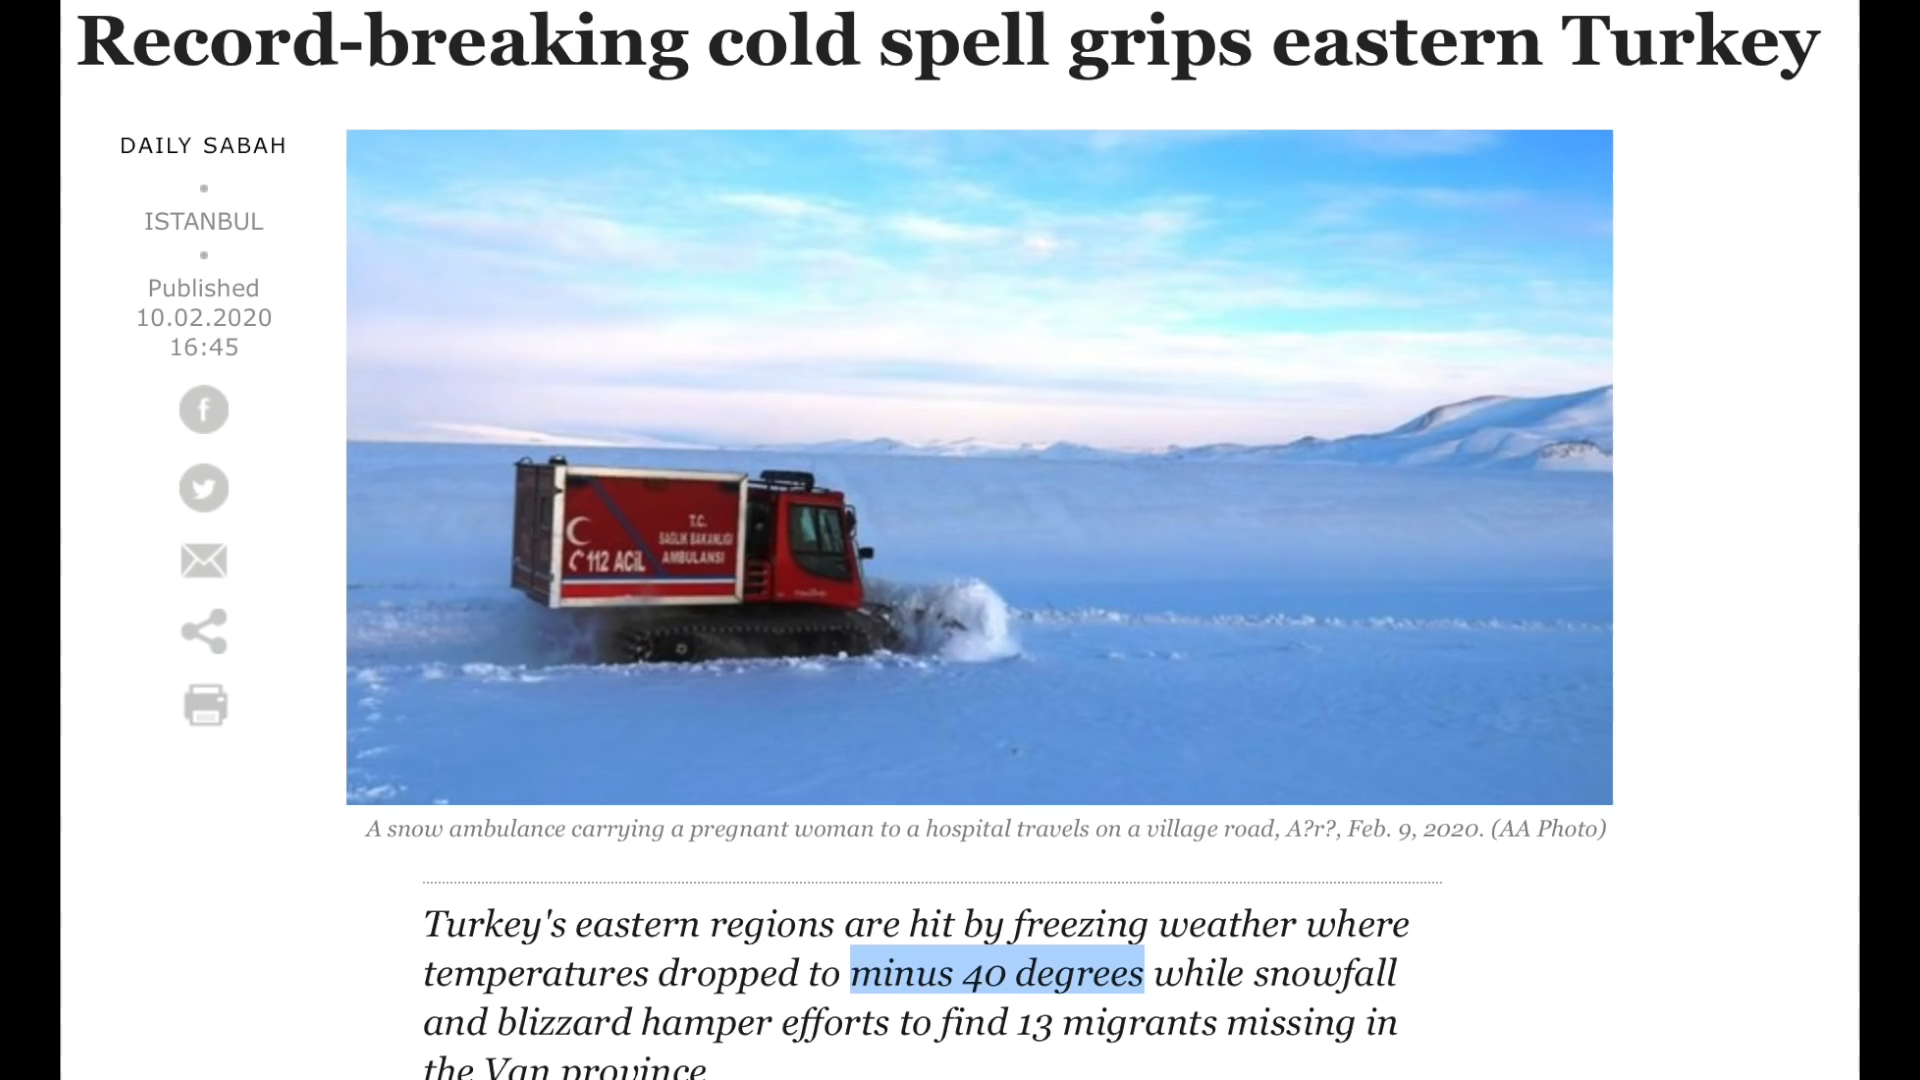 Record-breaking cold spell grips eastern Turkey
DAILY SABAH
ISTANBUL
Published
10.02.2020
16:45
T.C.
SAĞLIK BAKANLIĞI
112 ACİL
AMBULANSI
A snow ambulance carrying a pregnant woman to a hospital travels on a village road, A?r?, Feb. 9, 2020. (AA Photo)
Turkey's eastern regions are hit by freezing weather where
temperatures dropped to minus 40 degrees while snowfall
and blizzard hamper efforts to find 13 migrants missing in
the Van province